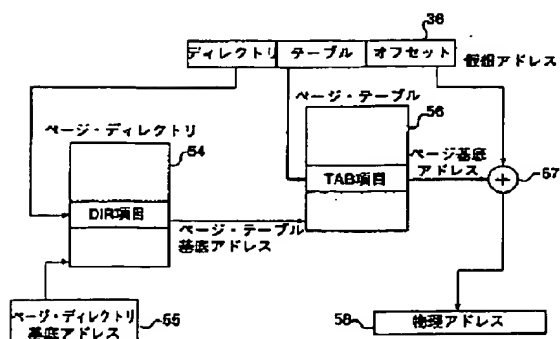 36
ディレクトリ テーブル オフセット
仮想アドレス
ページ・テーブル
56
ページ・ディレクトリ
54
ページ基底
アドレス
TAB項目
+
57
DIR項目
ページ・テーブル
基底アドレス
ページ・ディレクトリ
基底アドレス
55
58
物理アドレス